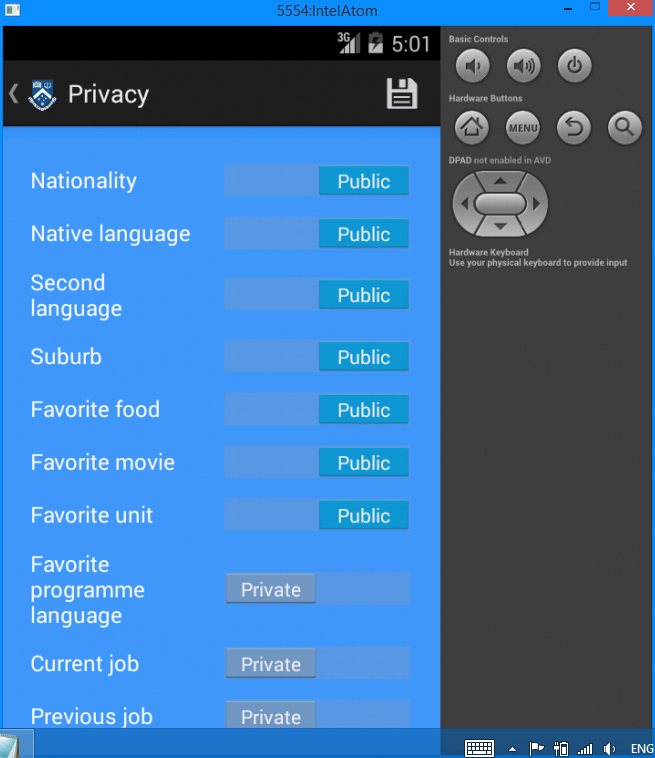 5554:IntelAtom
3G 5:01
Privacy
Nationality Public
Native language Public
Second
language Public
Suburb Public
Favorite food Public
Favorite movie Public
Favorite unit Public
Favorite
programme
language Private
Current job Private
Previous job Private
Basic Controls
Hardware Buttons
MENU
DPAD not enabled in AVD
Hardware Keyboard
Use your physical keyboard to provide input
ENG